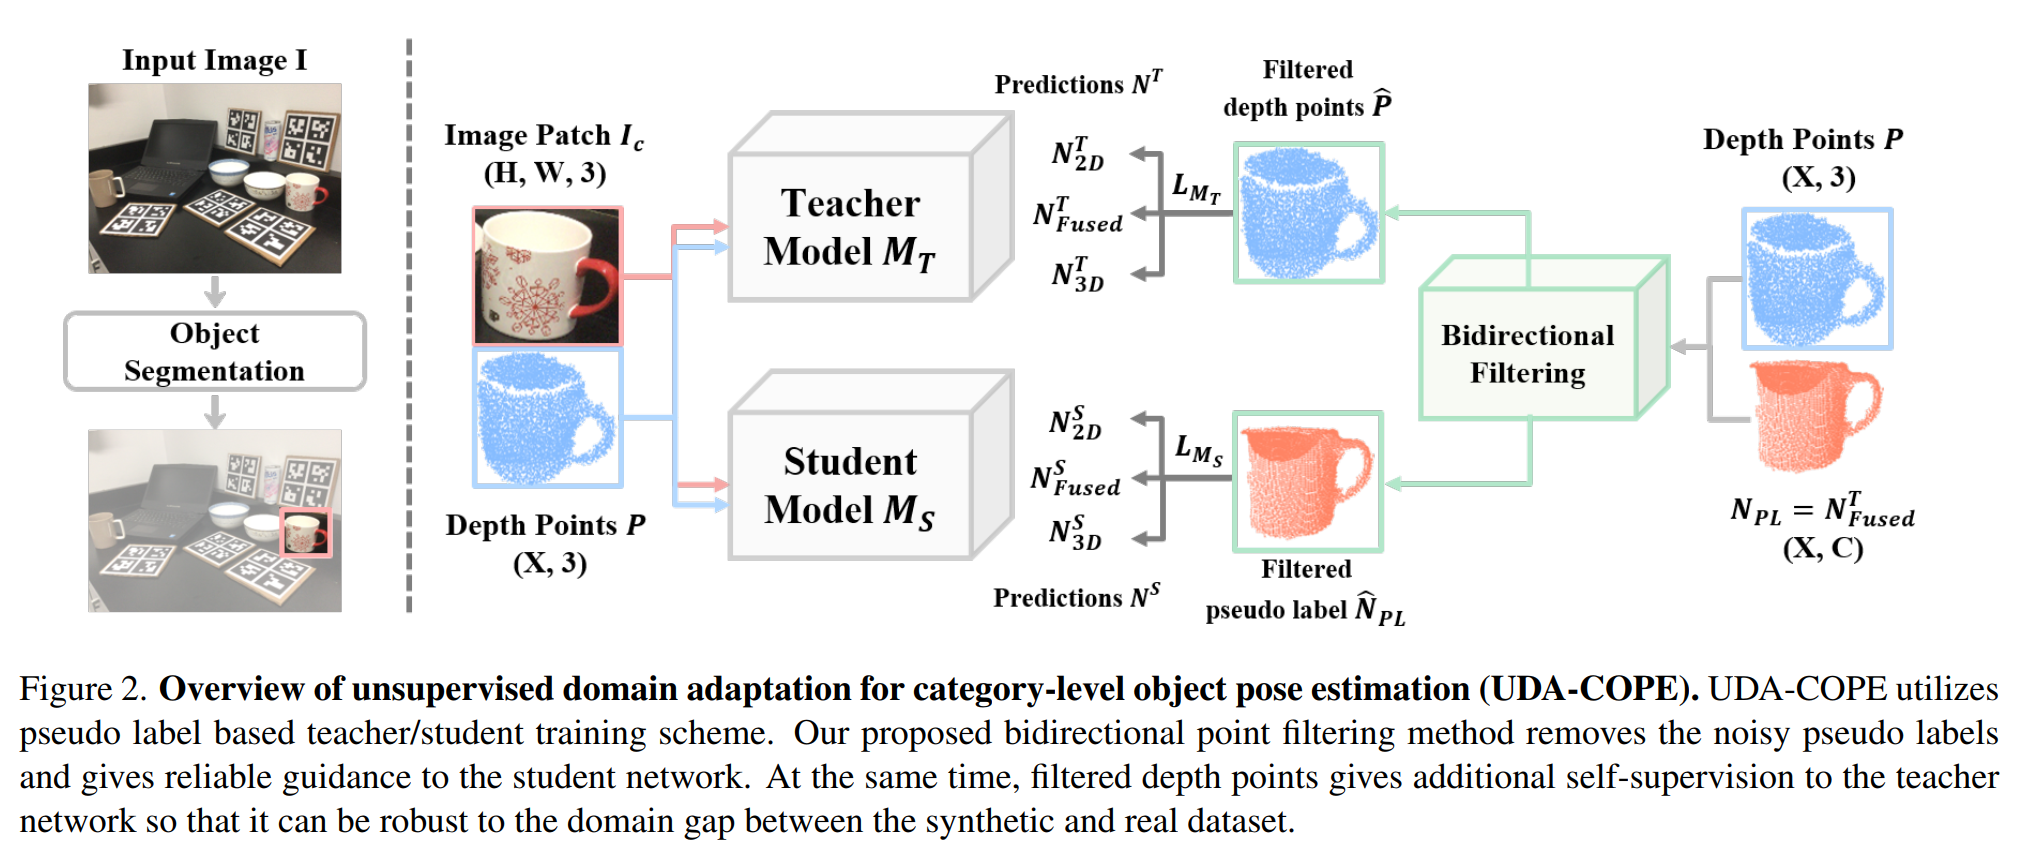 Input Image I
Object
Segmentation
Image Patch I_c
(H, W, 3)
Depth Points P
(X, 3)
Teacher
Model M_T
Student
Model M_S
Predictions N^T
N^T_{2D}
N^T_{Fused}
N^T_{3D}
L_{M_T}
Filtered
depth points P̂
N^S_{2D}
N^S_{Fused}
N^S_{3D}
Predictions N^S
L_{M_S}
Filtered
pseudo label N̂_{PL}
Bidirectional
Filtering
Depth Points P
(X, 3)
N_{PL} = N^T_{Fused}
(X, C)
Figure 2. Overview of unsupervised domain adaptation for category-level object pose estimation (UDA-COPE). UDA-COPE utilizes
pseudo label based teacher/student training scheme. Our proposed bidirectional point filtering method removes the noisy pseudo labels
and gives reliable guidance to the student network. At the same time, filtered depth points gives additional self-supervision to the teacher
network so that it can be robust to the domain gap between the synthetic and real dataset.